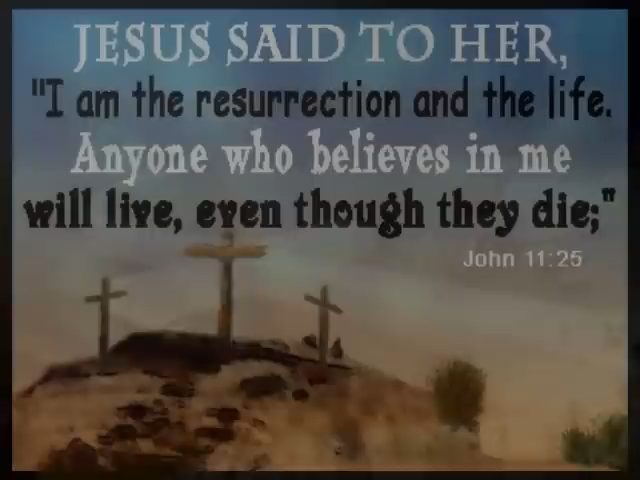 JESUS SAID TO HER,
"I am the resurrection and the life.
Anyone who believes in me
will live, even though they die;"
John 11:25